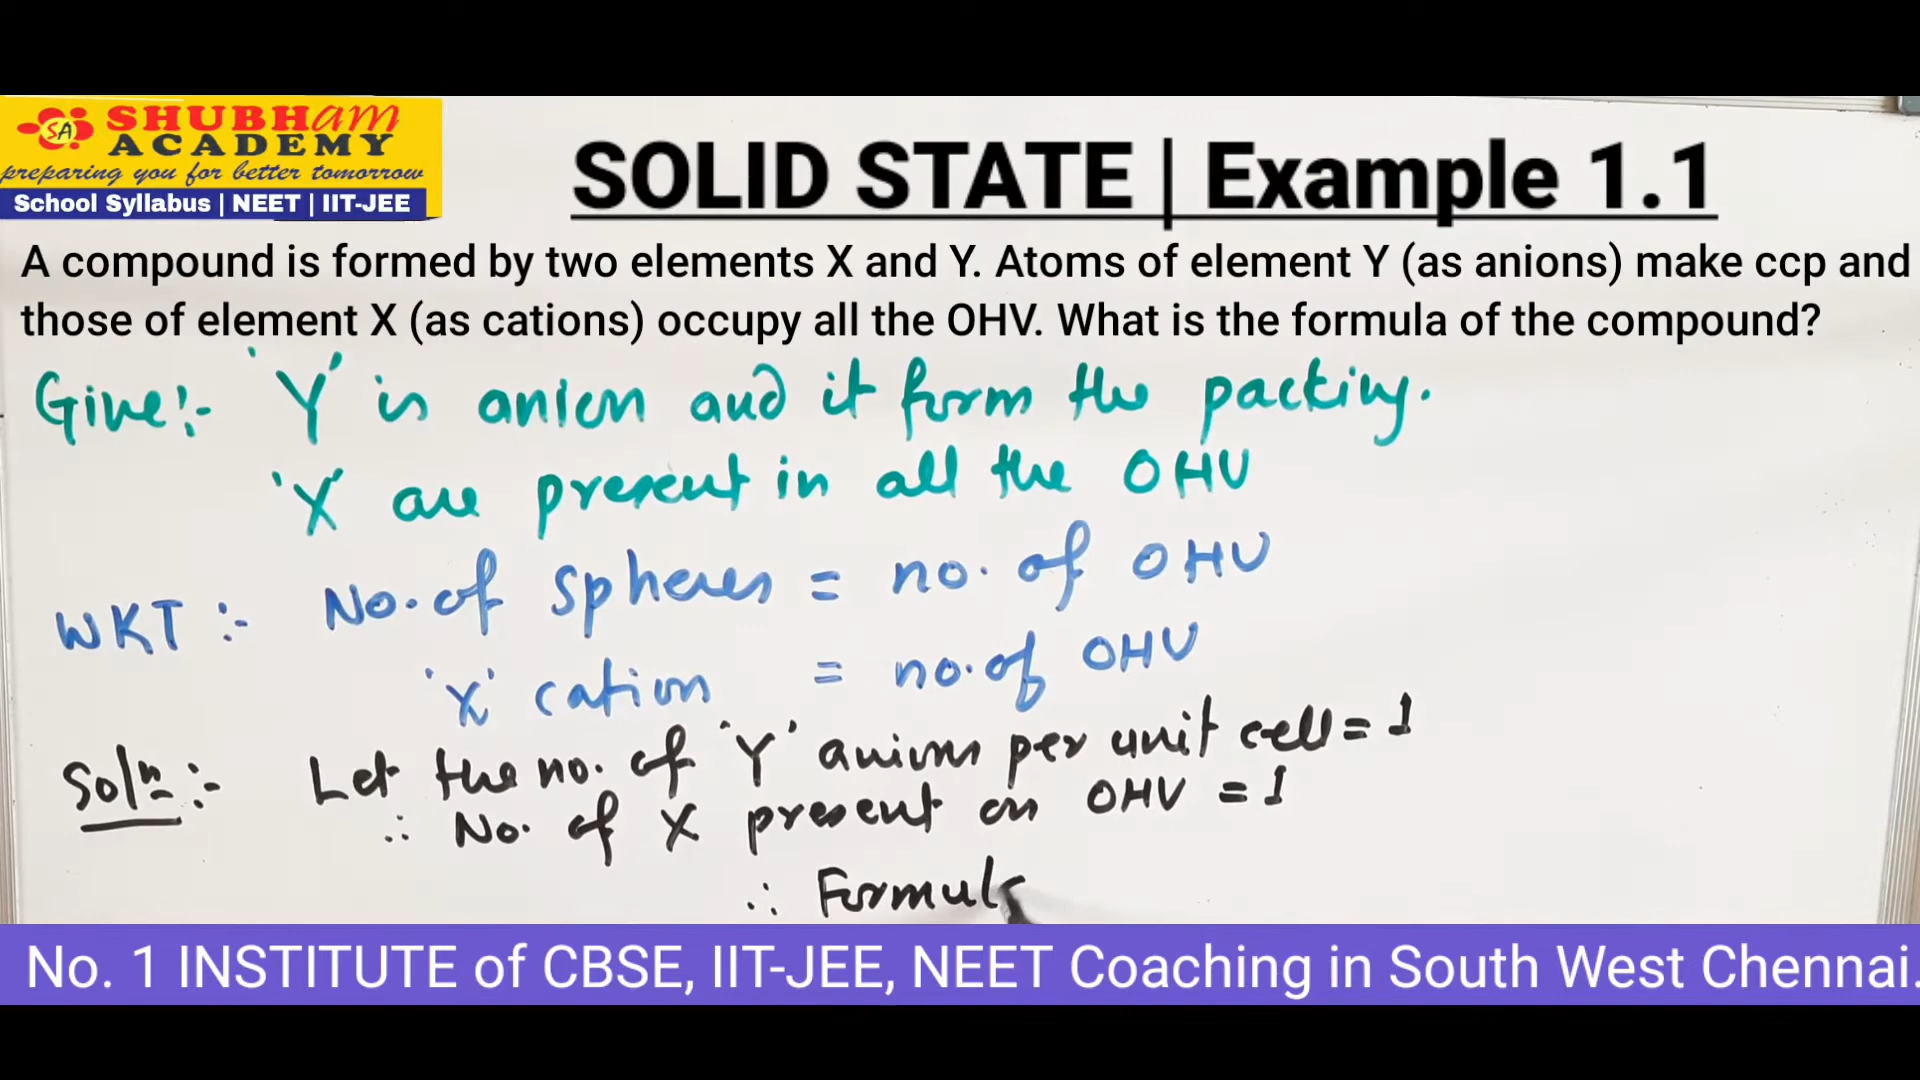 SHUBHam
SA
ACADEMY
preparing you for better tomorrow
School Syllabus | NEET | IIT-JEE
SOLID STATE | Example 1.1
A compound is formed by two elements X and Y. Atoms of element Y (as anions) make ccp and
those of element X (as cations) occupy all the OHV. What is the formula of the compound?
Give:- 'Y' is anion and it form the packing.
'X' are present in all the OHV
WKT :- No. of spheres = no. of OHV
'X' cation = no. of OHV
Soln :- Let the no. of 'Y' anions per unit cell = 1
∴ No. of X present on OHV = 1
∴ Formula
No. 1 INSTITUTE of CBSE, IIT-JEE, NEET Coaching in South West Chennai.